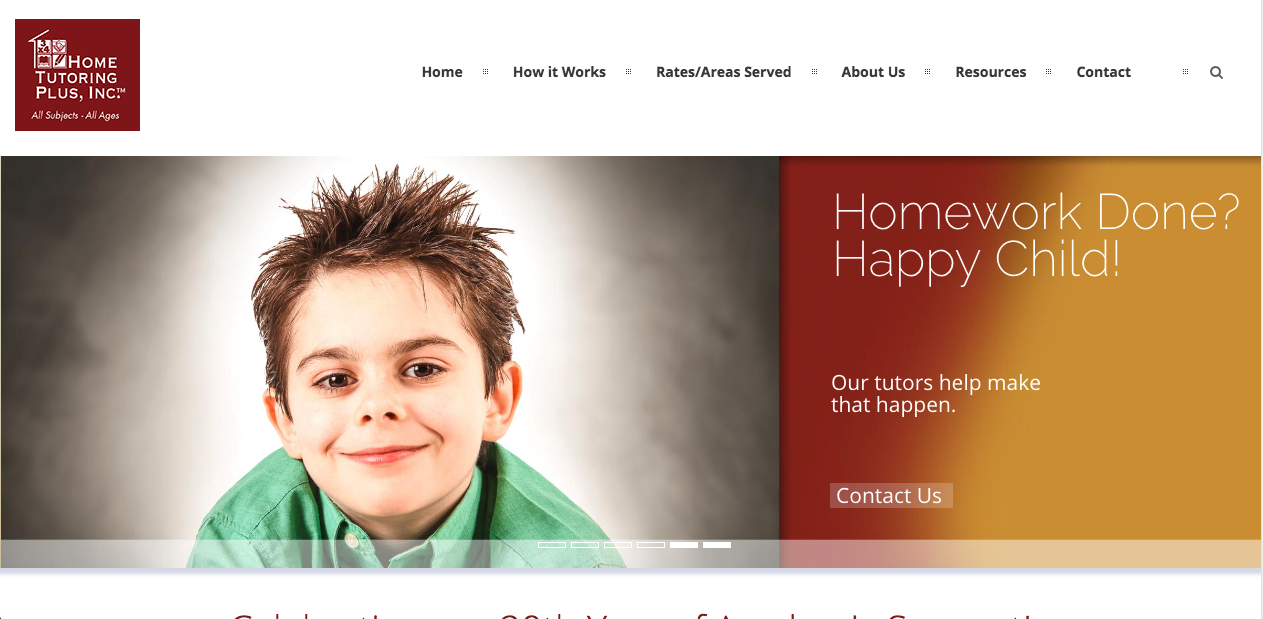 HOME
TUTORING
PLUS, INC.™
All Subjects - All Ages
Home
How it Works
Rates/Areas Served
About Us
Resources
Contact
Homework Done?
Happy Child!
Our tutors help make
that happen.
Contact Us